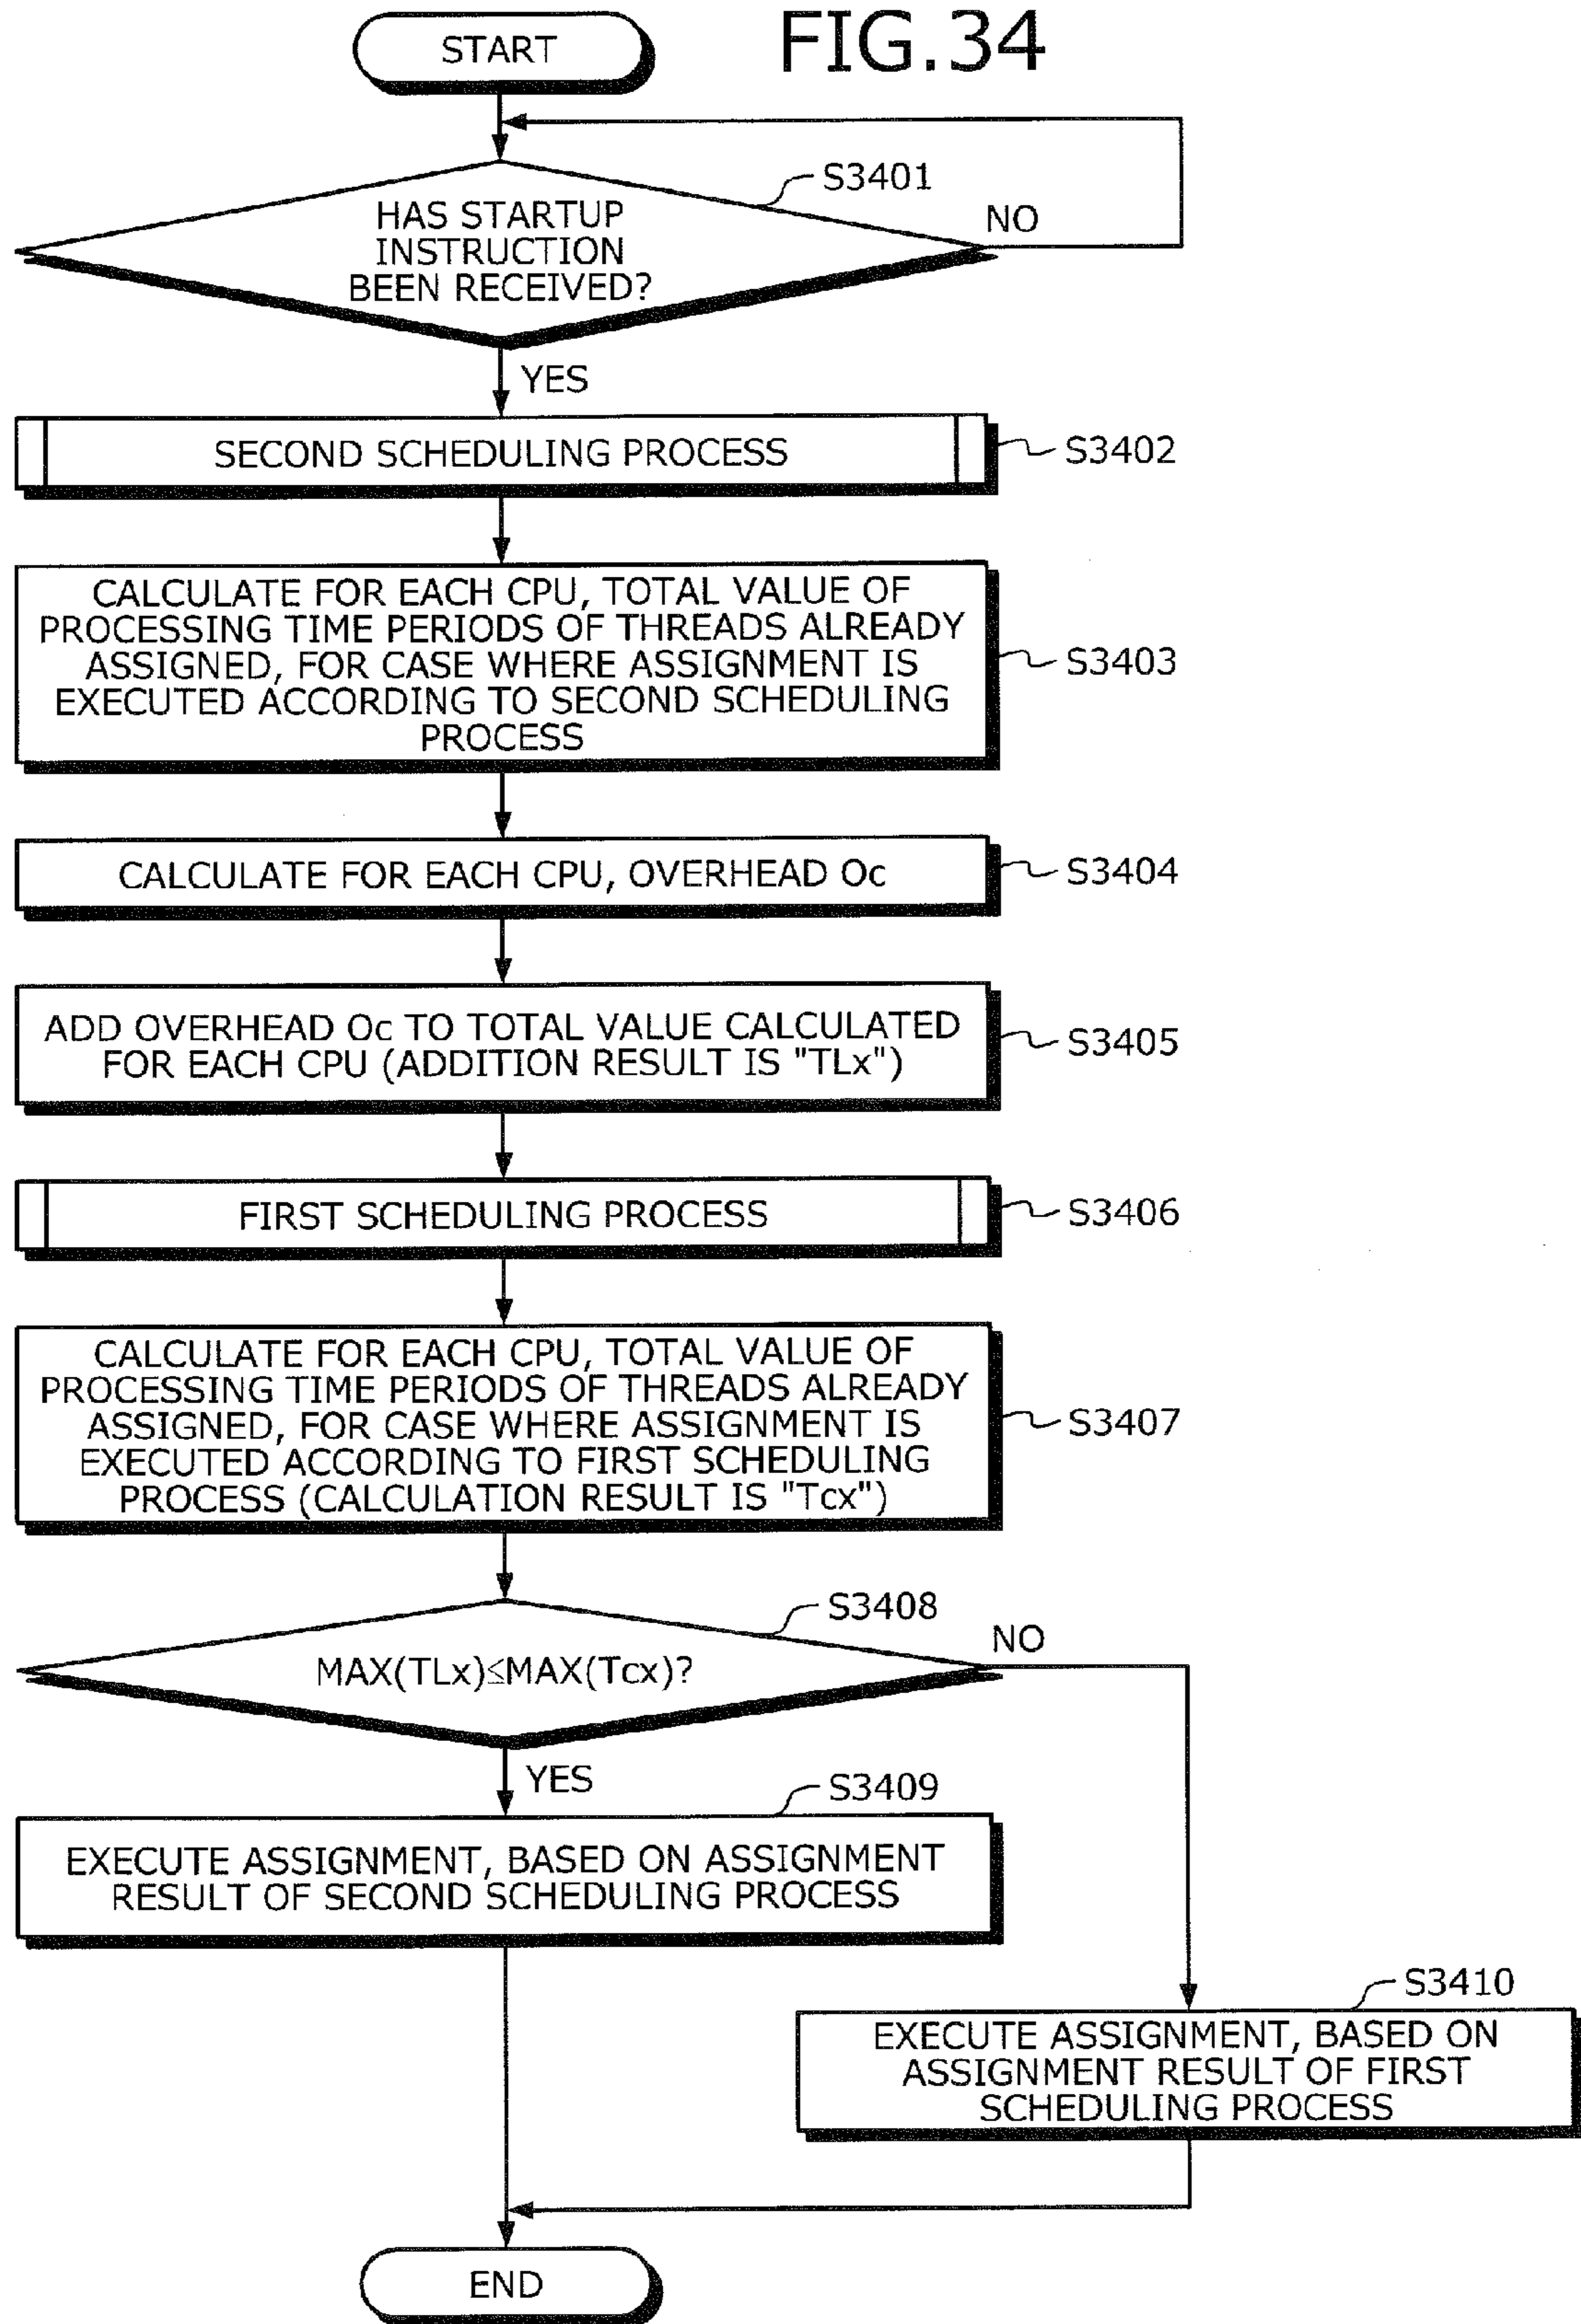 FIG.34
START
S3401
HAS STARTUP
INSTRUCTION
BEEN RECEIVED?
NO
YES
SECOND SCHEDULING PROCESS
S3402
CALCULATE FOR EACH CPU, TOTAL VALUE OF
PROCESSING TIME PERIODS OF THREADS ALREADY
ASSIGNED, FOR CASE WHERE ASSIGNMENT IS
EXECUTED ACCORDING TO SECOND SCHEDULING
PROCESS
S3403
CALCULATE FOR EACH CPU, OVERHEAD Oc
S3404
ADD OVERHEAD Oc TO TOTAL VALUE CALCULATED
FOR EACH CPU (ADDITION RESULT IS "TLx")
S3405
FIRST SCHEDULING PROCESS
S3406
CALCULATE FOR EACH CPU, TOTAL VALUE OF
PROCESSING TIME PERIODS OF THREADS ALREADY
ASSIGNED, FOR CASE WHERE ASSIGNMENT IS
EXECUTED ACCORDING TO FIRST SCHEDULING
PROCESS (CALCULATION RESULT IS "Tcx")
S3407
S3408
MAX(TLx)≦MAX(Tcx)?
NO
YES
S3409
EXECUTE ASSIGNMENT, BASED ON ASSIGNMENT
RESULT OF SECOND SCHEDULING PROCESS
S3410
EXECUTE ASSIGNMENT, BASED ON
ASSIGNMENT RESULT OF FIRST
SCHEDULING PROCESS
END